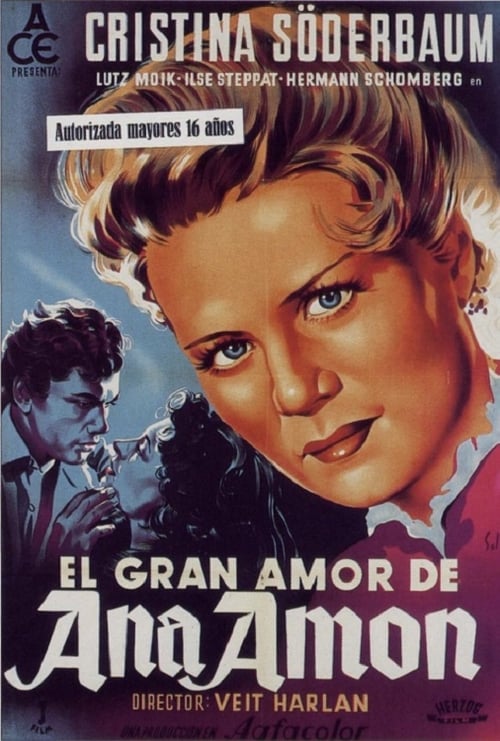 ACE
PRESENTA:
CRISTINA SÖDERBAUM
LUTZ MOIK·ILSE STEPPAT·HERMANN SCHOMBERG en
Autorizada mayores 16 años
EL GRAN AMOR DE
Ana Amon
DIRECTOR: VEIT HARLAN
FILM
HERZOG
UNA PRODUCCION EN Agfacolor